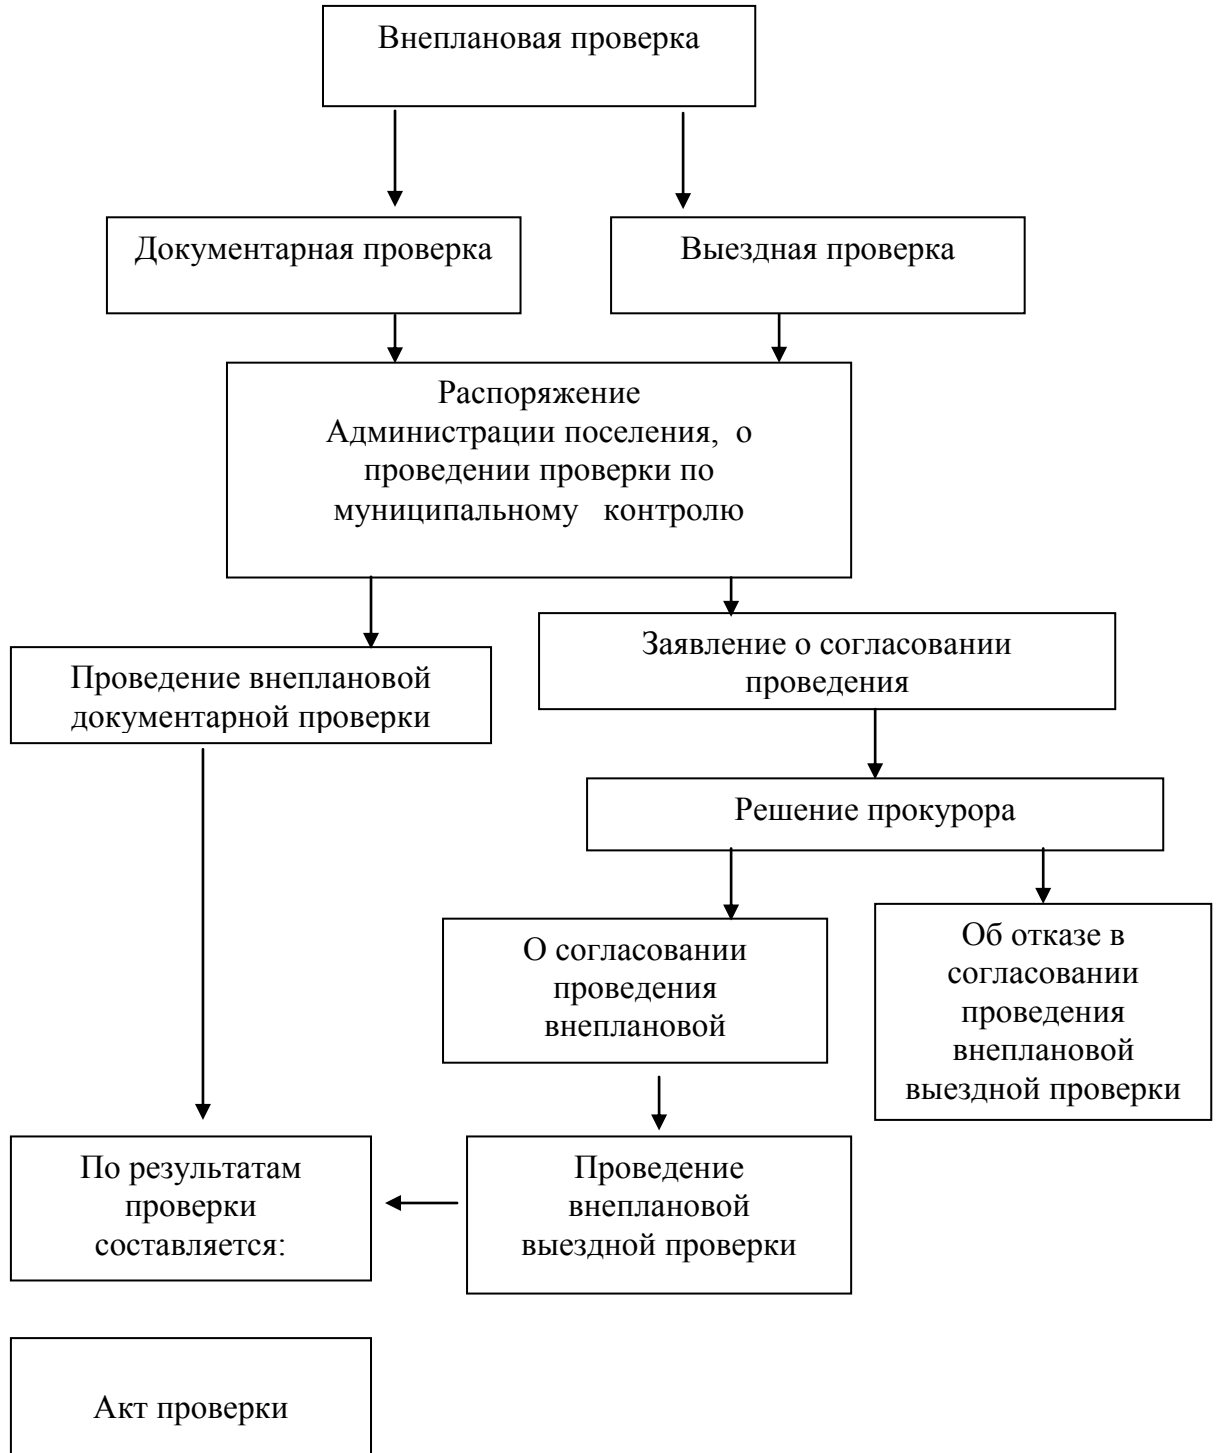 Внеплановая проверка
Документарная проверка
Выездная проверка
Распоряжение
Администрации поселения,  о
проведении проверки по
муниципальному   контролю
Заявление о согласовании
проведения
Проведение внеплановой
документарной проверки
Решение прокурора
О согласовании
проведения
внеплановой
Об отказе в
согласовании
проведения
внеплановой
выездной проверки
По результатам
проверки
составляется:
Проведение
внеплановой
выездной проверки
Акт проверки